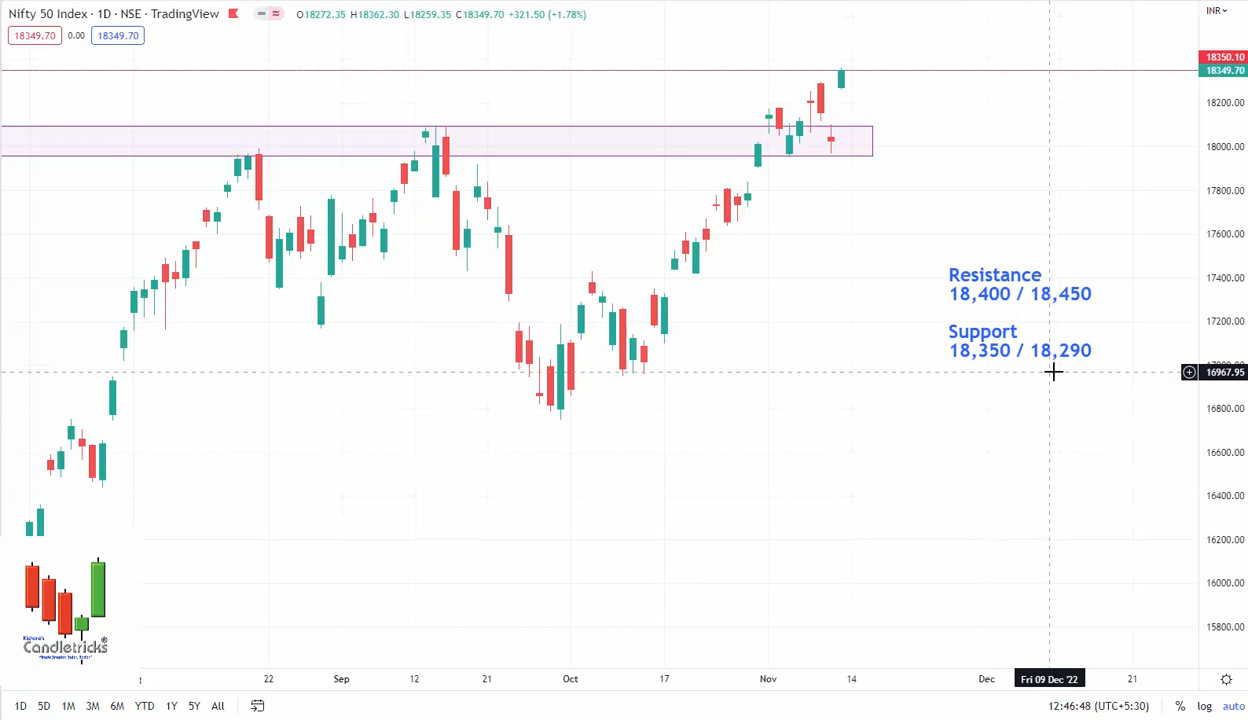 Nifty 50 Index · 1D · NSE · TradingView
O18272.35 H18362.30 L18259.35 C18349.70 +321.50 (+1.78%)
INR
18349.70 0.00 18349.70
18350.10
18349.70
18200.00
18000.00
17800.00
17600.00
17400.00
17200.00
16967.95
16800.00
16600.00
16400.00
16200.00
16000.00
15800.00
Resistance
18,400 / 18,450
Support
18,350 / 18,290
Kishore's
Candletricks®
22 Sep 12 21 Oct 17 Nov 14 Dec Fri 09 Dec '22 21
1D 5D 1M 3M 6M YTD 1Y 5Y All
12:46:48 (UTC+5:30) % log auto